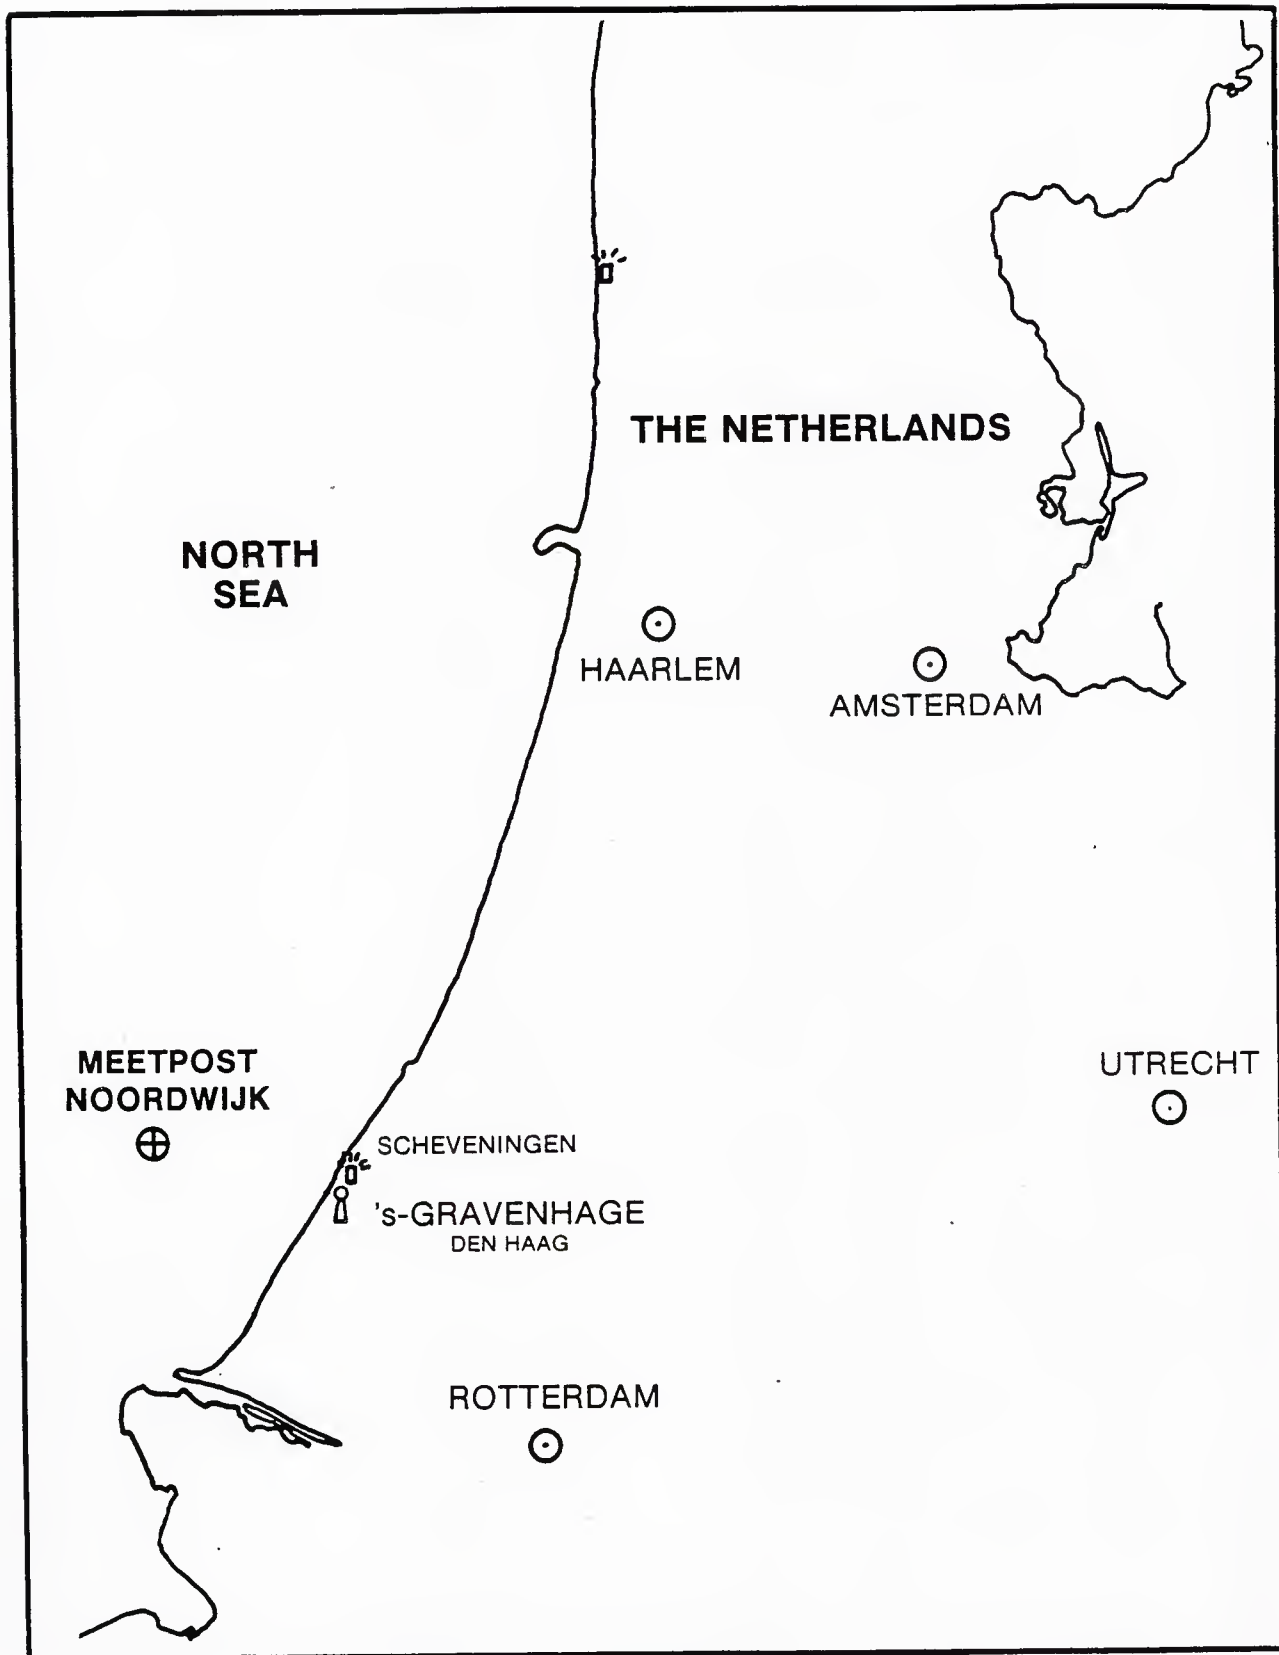 THE NETHERLANDS
NORTH
SEA
HAARLEM
AMSTERDAM
MEETPOST
NOORDWIJK
UTRECHT
SCHEVENINGEN
's-GRAVENHAGE
DEN HAAG
ROTTERDAM